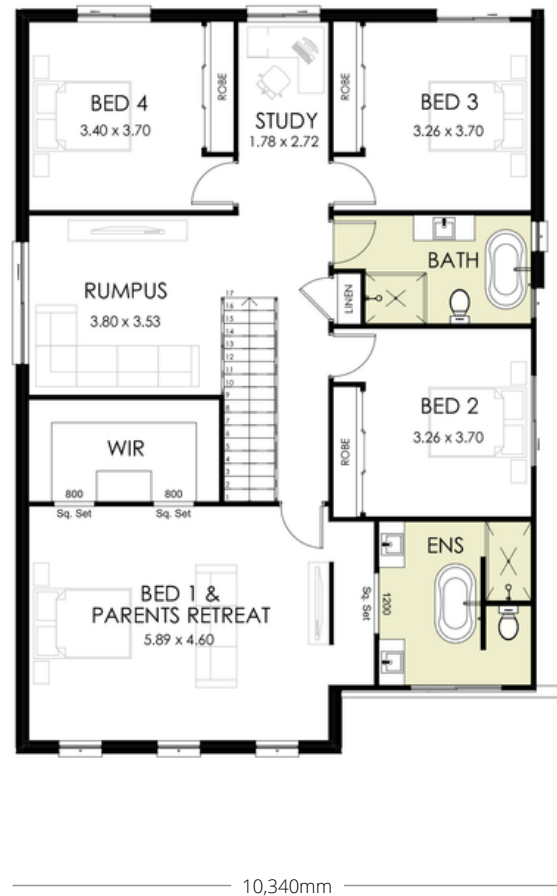 BED 4
3.40 x 3.70
ROBE
STUDY
1.78 x 2.72
ROBE
BED 3
3.26 x 3.70
RUMPUS
3.80 x 3.53
BATH
LINEN
17
16
15
14
13
12
11
10
9
8
7
6
5
4
3
2
1
BED 2
3.26 x 3.70
ROBE
WIR
800
Sq. Set
800
Sq. Set
BED 1 &
PARENTS RETREAT
5.89 x 4.60
ENS
1200
Sq. Set
10,340mm